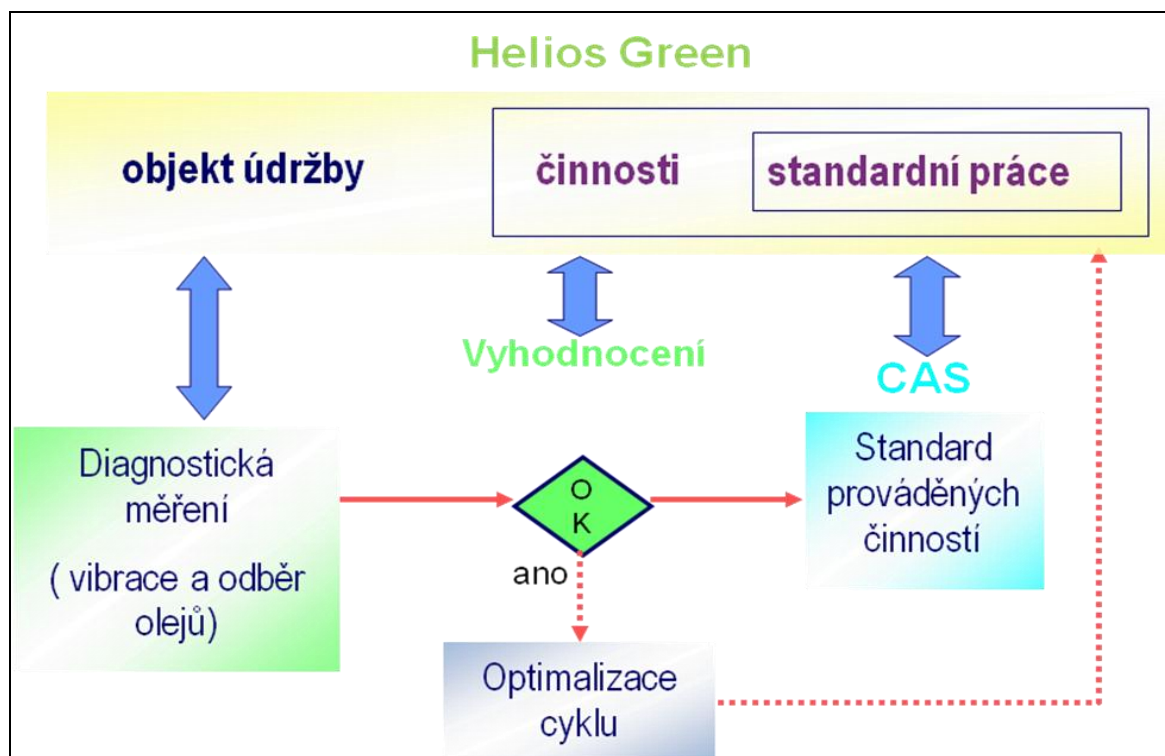 Helios Green
objekt údržby
činnosti
standardní práce
Vyhodnocení
CAS
Diagnostická
měření
( vibrace a odběr
olejů)
O
K
Standard
prováděných
činností
ano
Optimalizace
cyklu